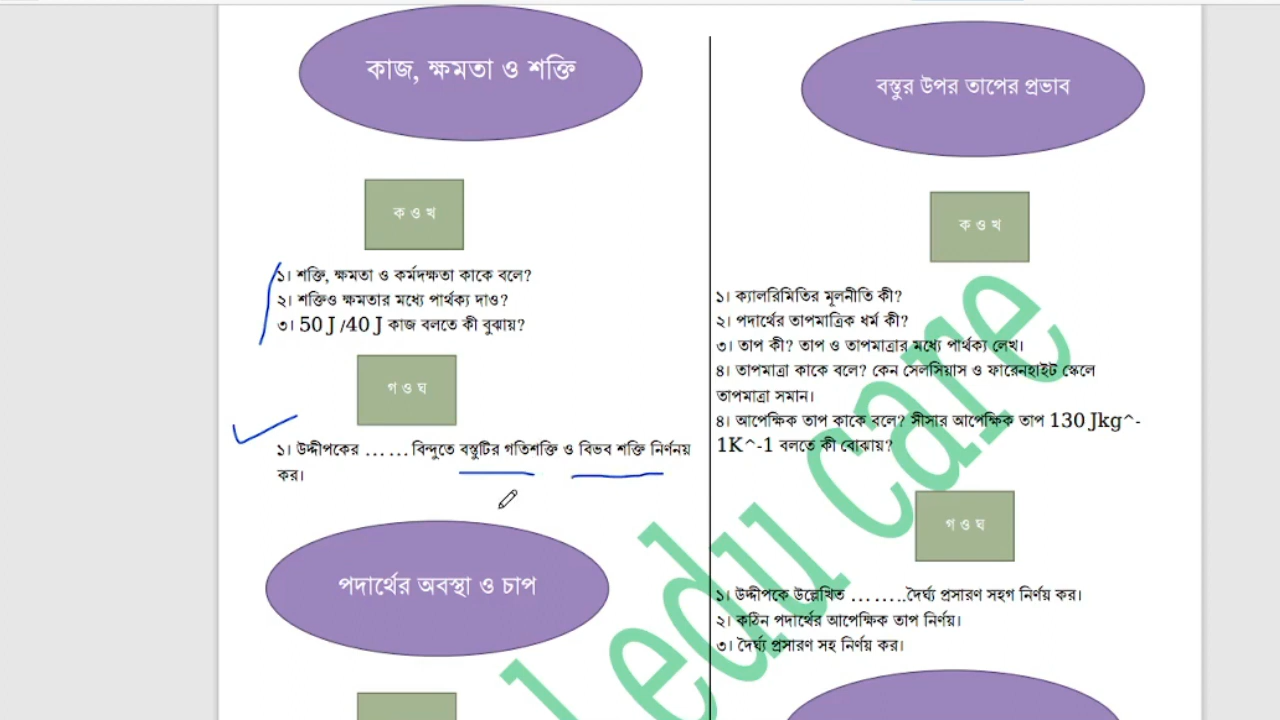 কাজ, ক্ষমতা ও শক্তি
ক ও খ
১। শক্তি, ক্ষমতা ও কর্মদক্ষতা কাকে বলে?
২। শক্তিও ক্ষমতার মধ্যে পার্থক্য দাও?
৩। 50 J /40 J কাজ বলতে কী বুঝায়?
গ ও ঘ
১। উদ্দীপকের ... ... বিন্দুতে বস্তুটির গতিশক্তি ও বিভব শক্তি নির্ণনয়
কর।
পদার্থের অবস্থা ও চাপ
বস্তুর উপর তাপের প্রভাব
ক ও খ
১। ক্যালরিমিতির মূলনীতি কী?
২। পদার্থের তাপমাত্রিক ধর্ম কী?
৩। তাপ কী? তাপ ও তাপমাত্রার মধ্যে পার্থক্য লেখ।
৪। তাপমাত্রা কাকে বলে? কেন সেলসিয়াস ও ফারেনহাইট স্কেলে
তাপমাত্রা সমান।
৪। আপেক্ষিক তাপ কাকে বলে? সীসার আপেক্ষিক তাপ 130 Jkg^-
1K^-1 বলতে কী বোঝায়?
গ ও ঘ
১। উদ্দীপকে উল্লেখিত ... .....দৈর্ঘ্য প্রসারণ সহগ নির্ণয় কর।
২। কঠিন পদার্থের আপেক্ষিক তাপ নির্ণয়।
৩। দৈর্ঘ্য প্রসারণ সহ নির্ণয় কর।
edu care